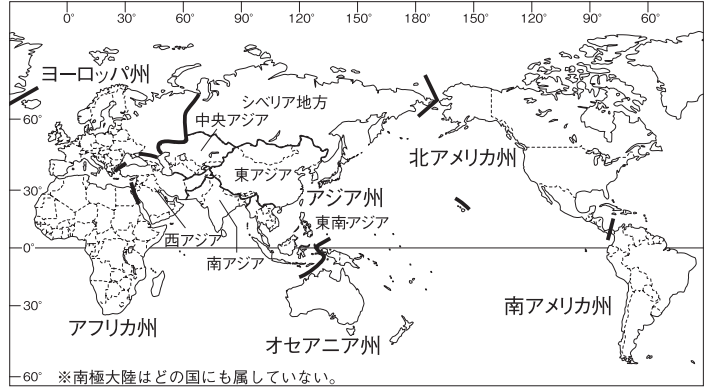 0° 30° 60° 90° 120° 150° 180° 150° 120° 90° 60°
ヨーロッパ州
シベリア地方
60°
中央アジア
北アメリカ州
東アジア
アジア州
30°
東南アジア
西アジア
0°
南アジア
30°
南アメリカ州
アフリカ州
オセアニア州
60°
※南極大陸はどの国にも属していない。